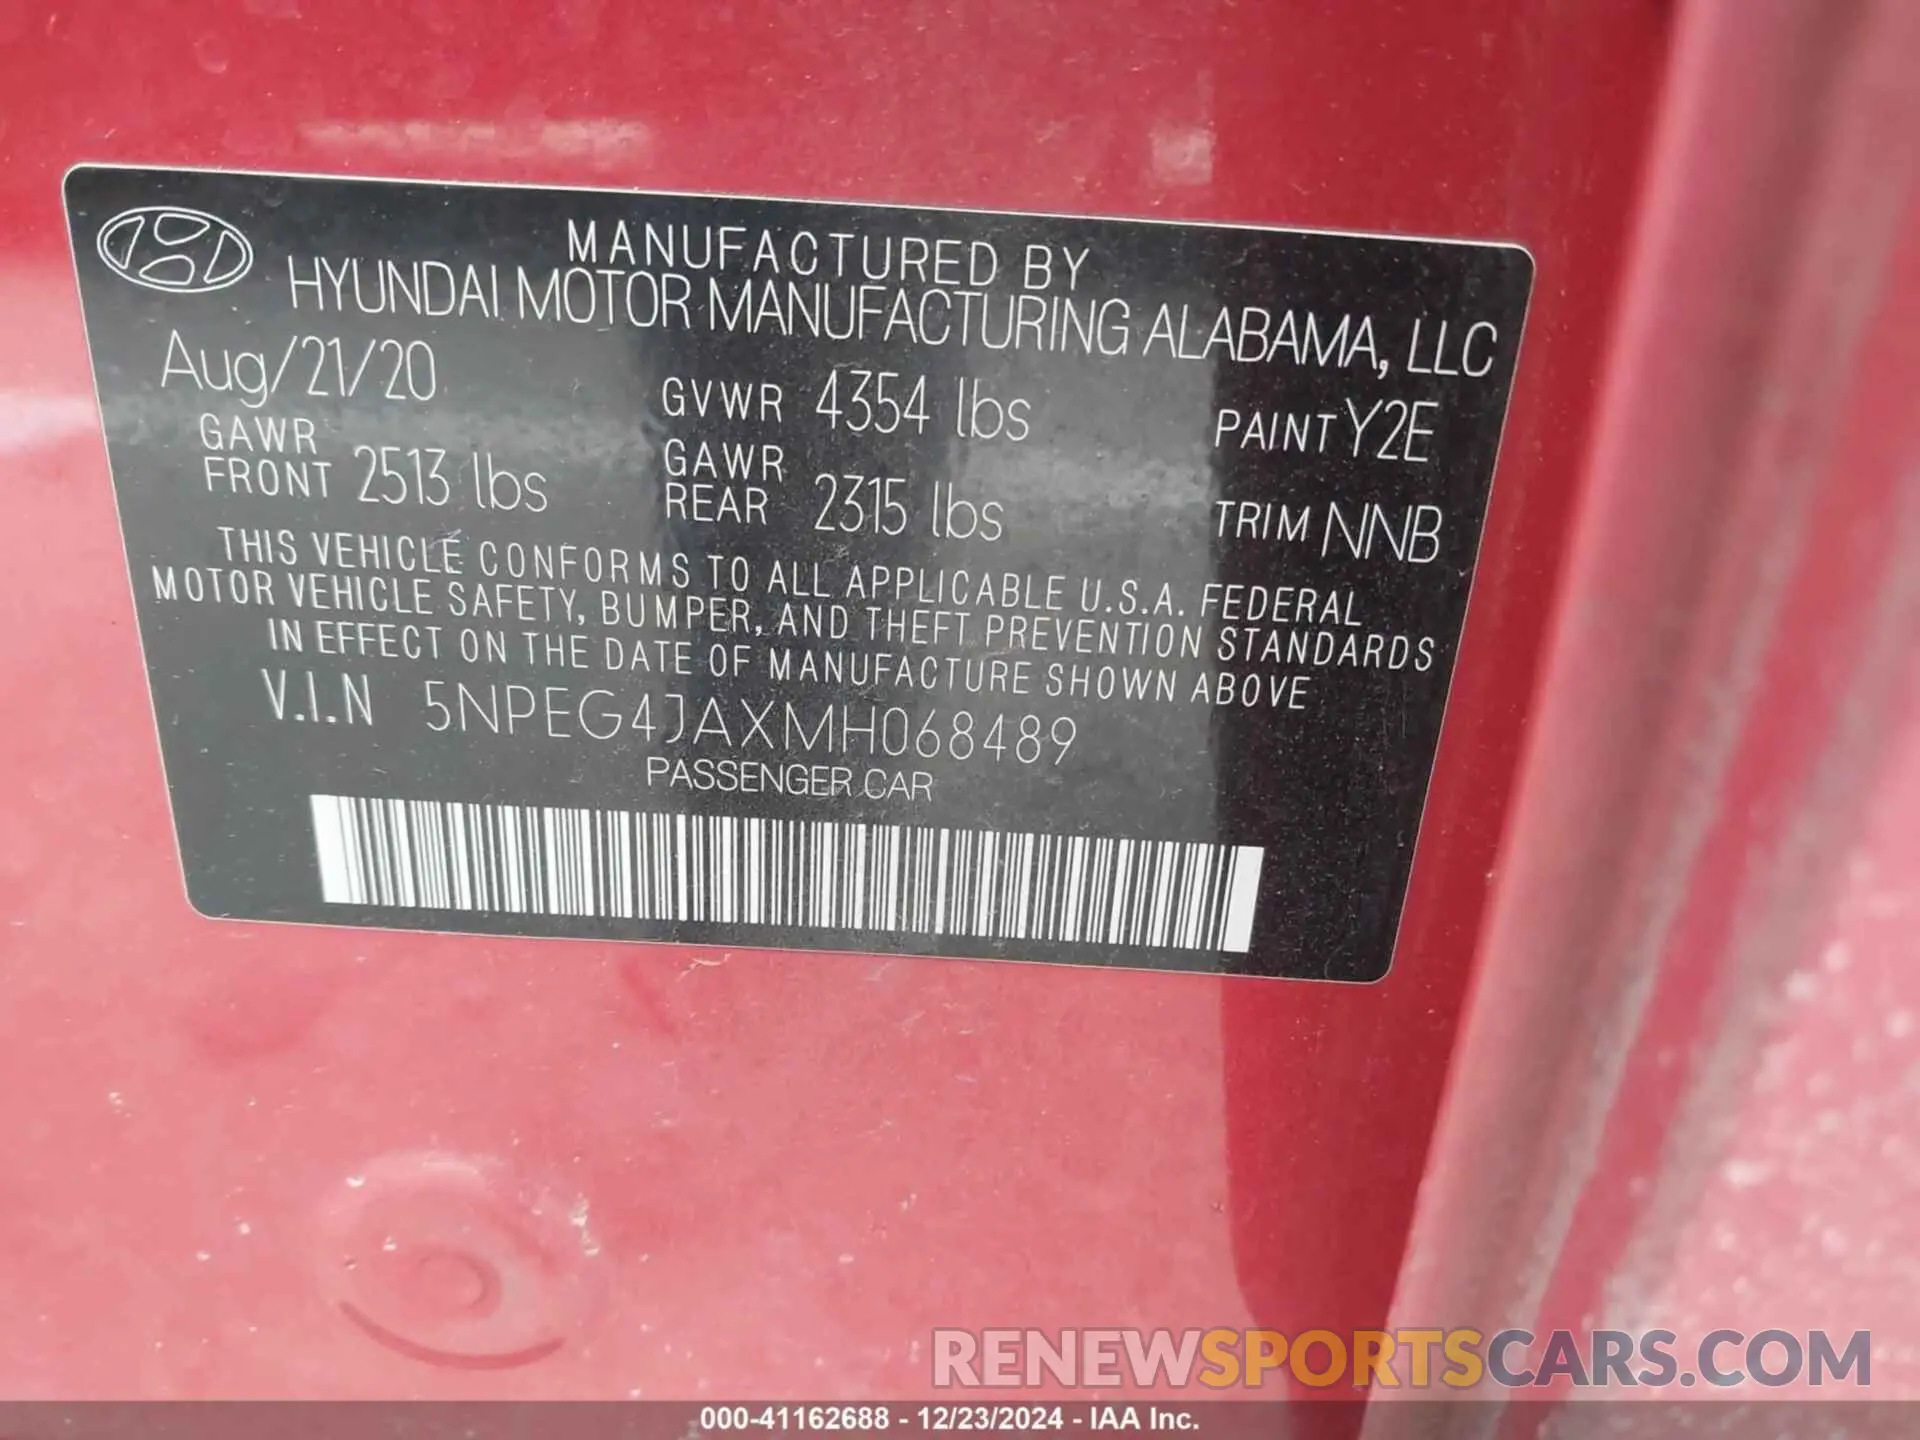 MANUFACTURED BY
HYUNDAI MOTOR MANUFACTURING ALABAMA, LLC
Aug/21/20 GVWR 4354 lbs PAINT Y2E
GAWR FRONT 2513 lbs GAWR REAR 2315 lbs TRIM NNB
THIS VEHICLE CONFORMS TO ALL APPLICABLE U.S.A. FEDERAL
MOTOR VEHICLE SAFETY, BUMPER, AND THEFT PREVENTION STANDARDS
IN EFFECT ON THE DATE OF MANUFACTURE SHOWN ABOVE
V.I.N 5NPEG4JAXMH068489
PASSENGER CAR
RENEWSPORTSCARS.COM
000-41162688 - 12/23/2024 - IAA Inc.